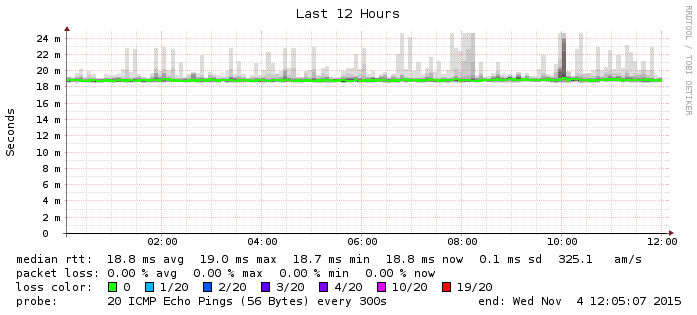 Last 12 Hours
RRDTOOL / TOBI OETIKER
Seconds
24 m
22 m
20 m
18 m
16 m
14 m
12 m
10 m
8 m
6 m
4 m
2 m
0
02:00 04:00 06:00 08:00 10:00 12:00
median rtt: 18.8 ms avg 19.0 ms max 18.7 ms min 18.8 ms now 0.1 ms sd 325.1 am/s
packet loss: 0.00 % avg 0.00 % max 0.00 % min 0.00 % now
loss color: 0 1/20 2/20 3/20 4/20 10/20 19/20
probe: 20 ICMP Echo Pings (56 Bytes) every 300s end: Wed Nov 4 12:05:07 2015